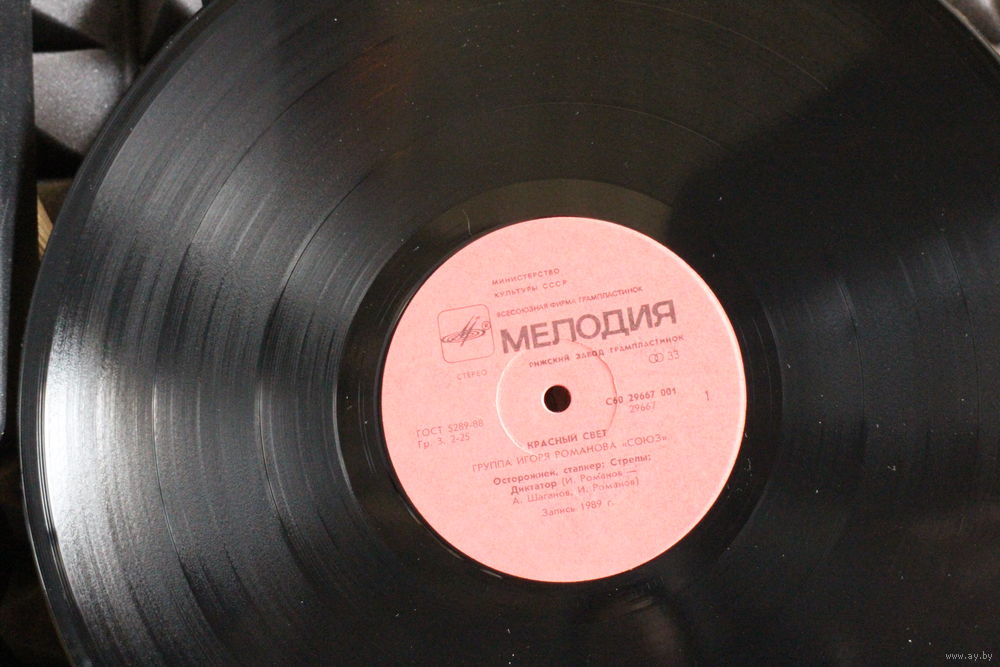 МИНИСТЕРСТВО
КУЛЬТУРЫ СССР
ВСЕСОЮЗНАЯ ФИРМА ГРАМПЛАСТИНОК
МЕЛОДИЯ
РИЖСКИЙ ЗАВОД ГРАМПЛАСТИНОК
СТЕРЕО
33
С60 29667 001
29667
1
ГОСТ 5289-88
Гр. 3. 2-25
КРАСНЫЙ СВЕТ
ГРУППА ИГОРЯ РОМАНОВА «СОЮЗ»
Осторожней, сталкер; Стрелы;
Диктатор (И. Романов —
А. Шаганов, И. Романов)
Запись 1989 г.
www.ay.by